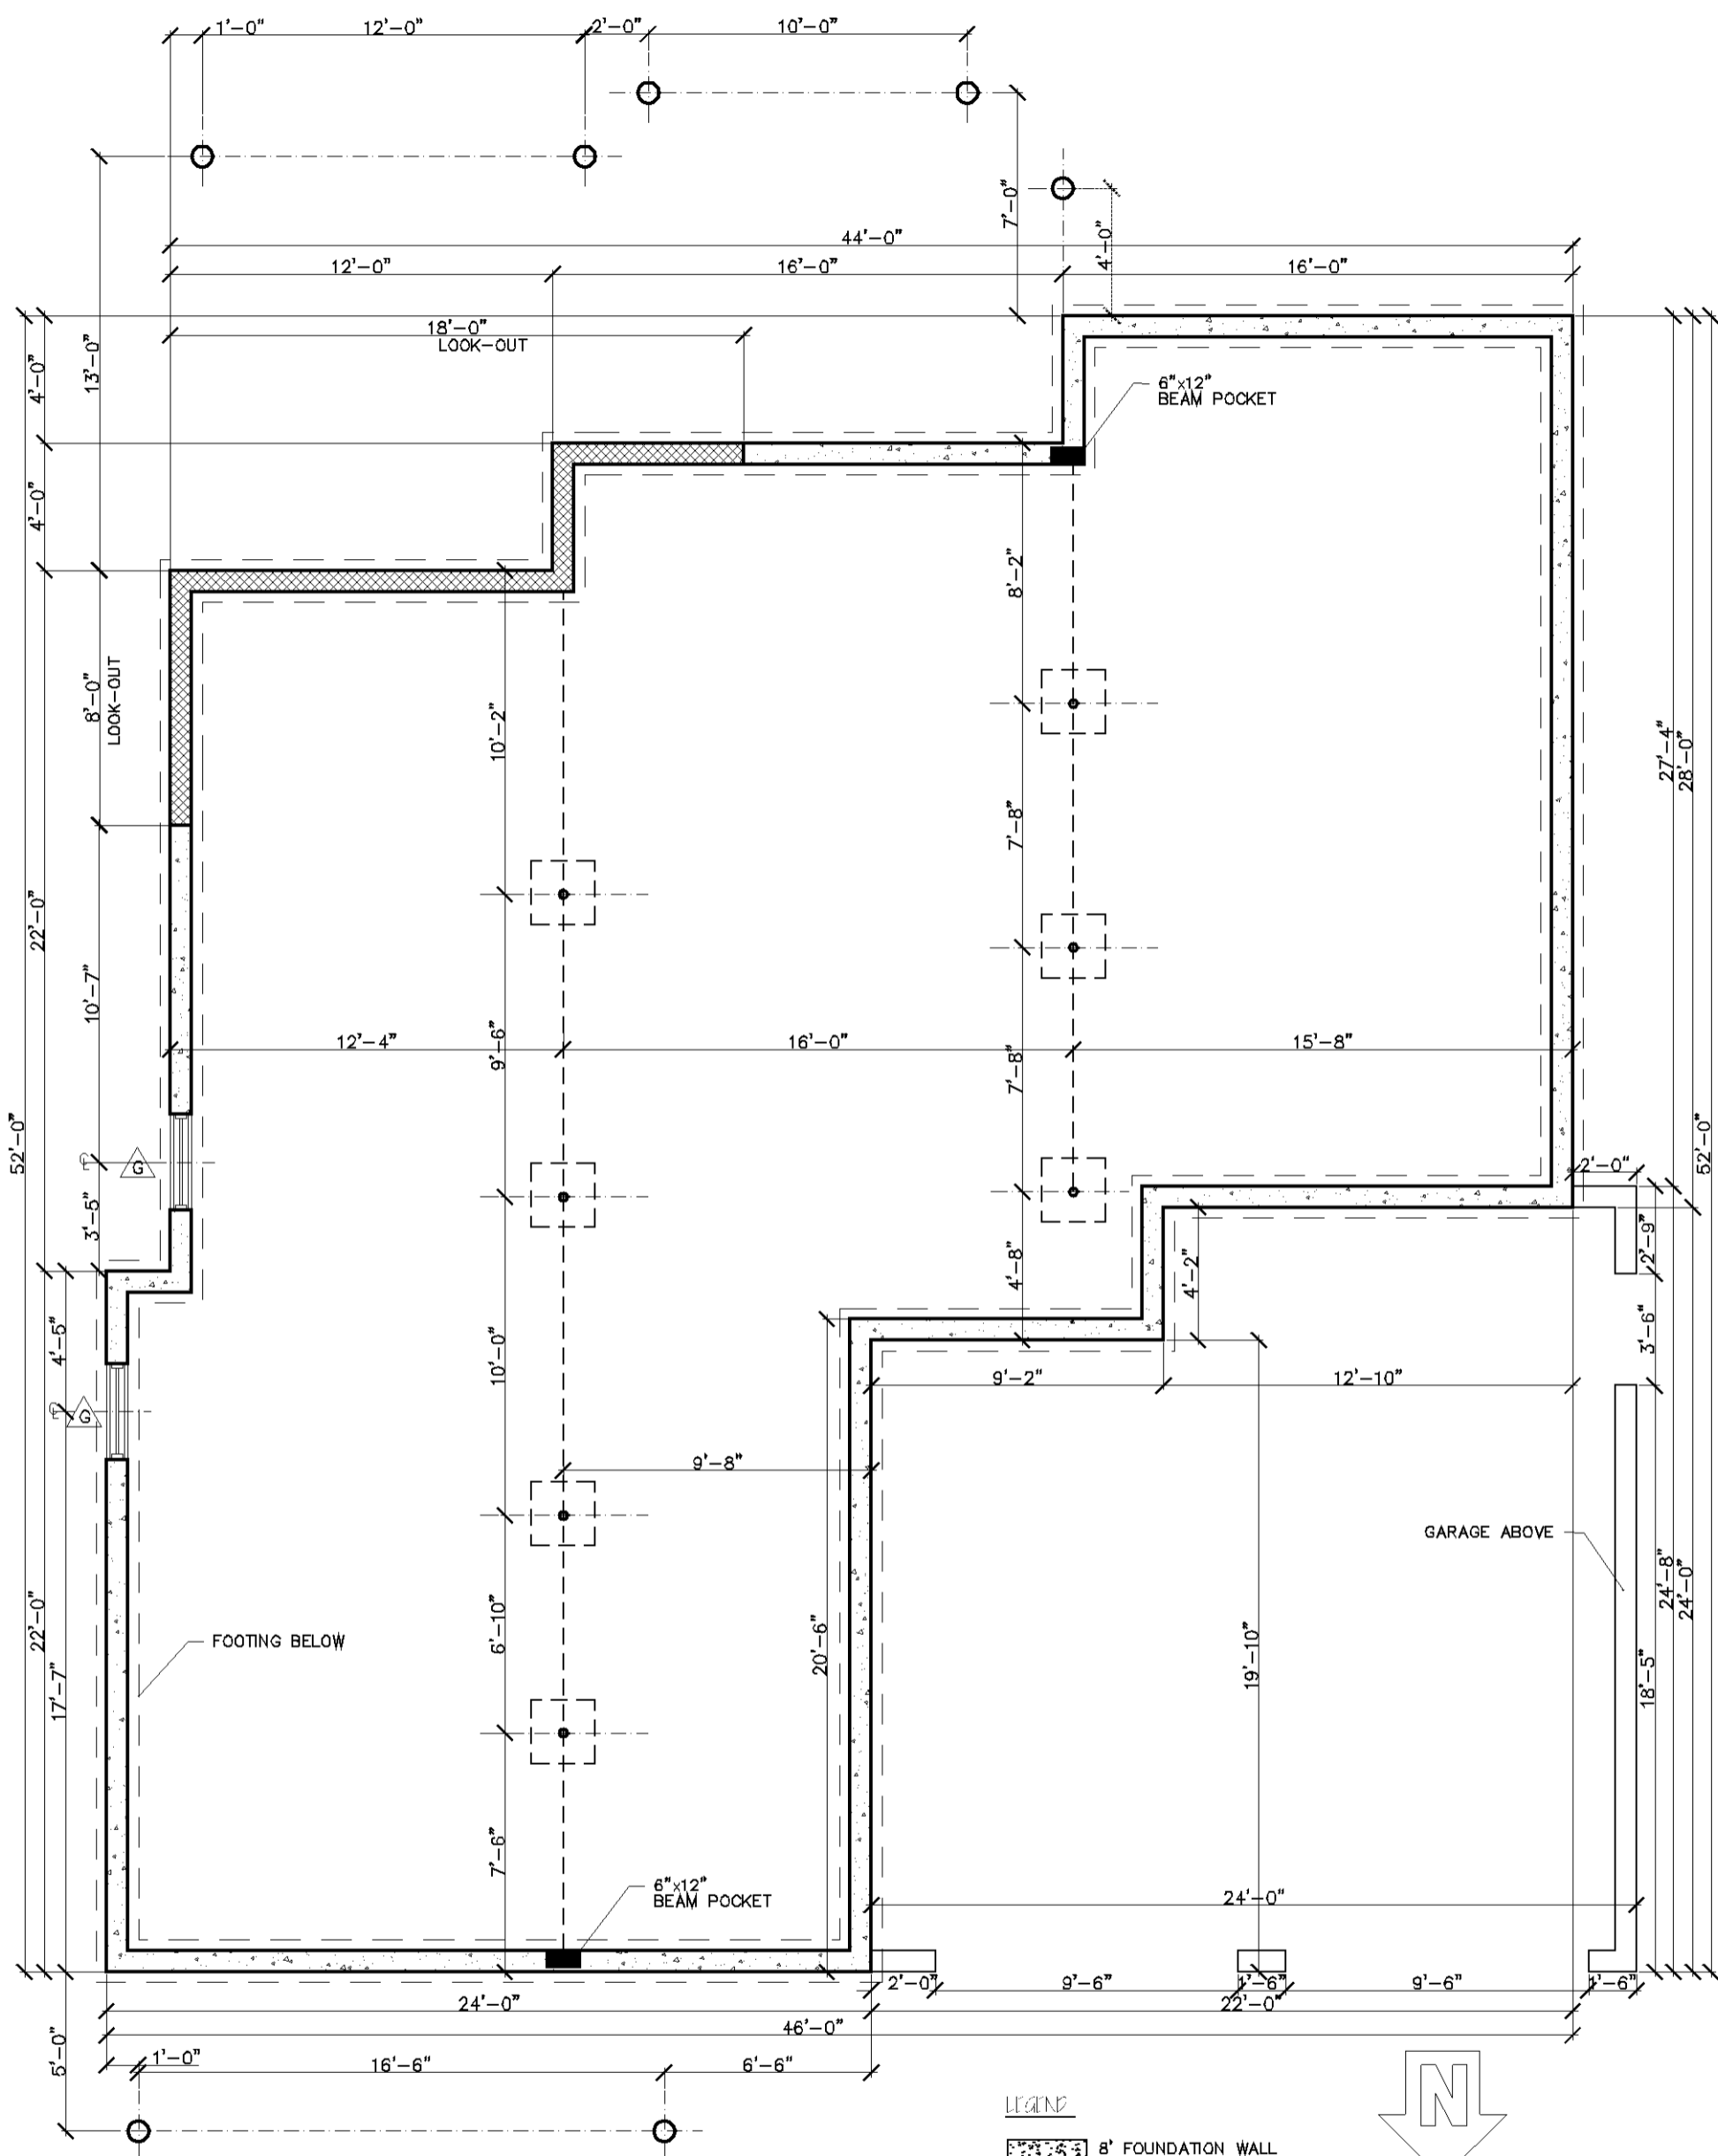 1'-0" 12'-0" 2'-0" 10'-0"
7'-0"
4'-0"
44'-0"
12'-0" 16'-0" 16'-0"
18'-0"
LOOK-OUT
13'-0"
4'-0"
4'-0"
6"x12"
BEAM POCKET
8'-2"
8'-0"
LOOK-OUT
10'-2"
27'-4"
28'-0"
7'-8"
22'-0"
10'-7"
9'-6"
12'-4" 16'-0" 15'-8"
7'-8"
52'-0"
52'-0"
G
3'-5"
2'-0"
2'-9"
4'-8"
4'-2"
3'-6"
4'-5"
10'-0"
9'-2" 12'-10"
G
9'-8"
GARAGE ABOVE
24'-8"
24'-0"
22'-0"
17'-7"
FOOTING BELOW
6'-10"
20'-6"
19'-10"
18'-5"
7'-6"
6"x12"
BEAM POCKET
24'-0"
2'-0" 9'-6" 1'-6" 9'-6" 1'-6"
24'-0" 22'-0"
46'-0"
5'-0"
1'-0" 16'-6" 6'-6"
LEGEND
N
8' FOUNDATION WALL